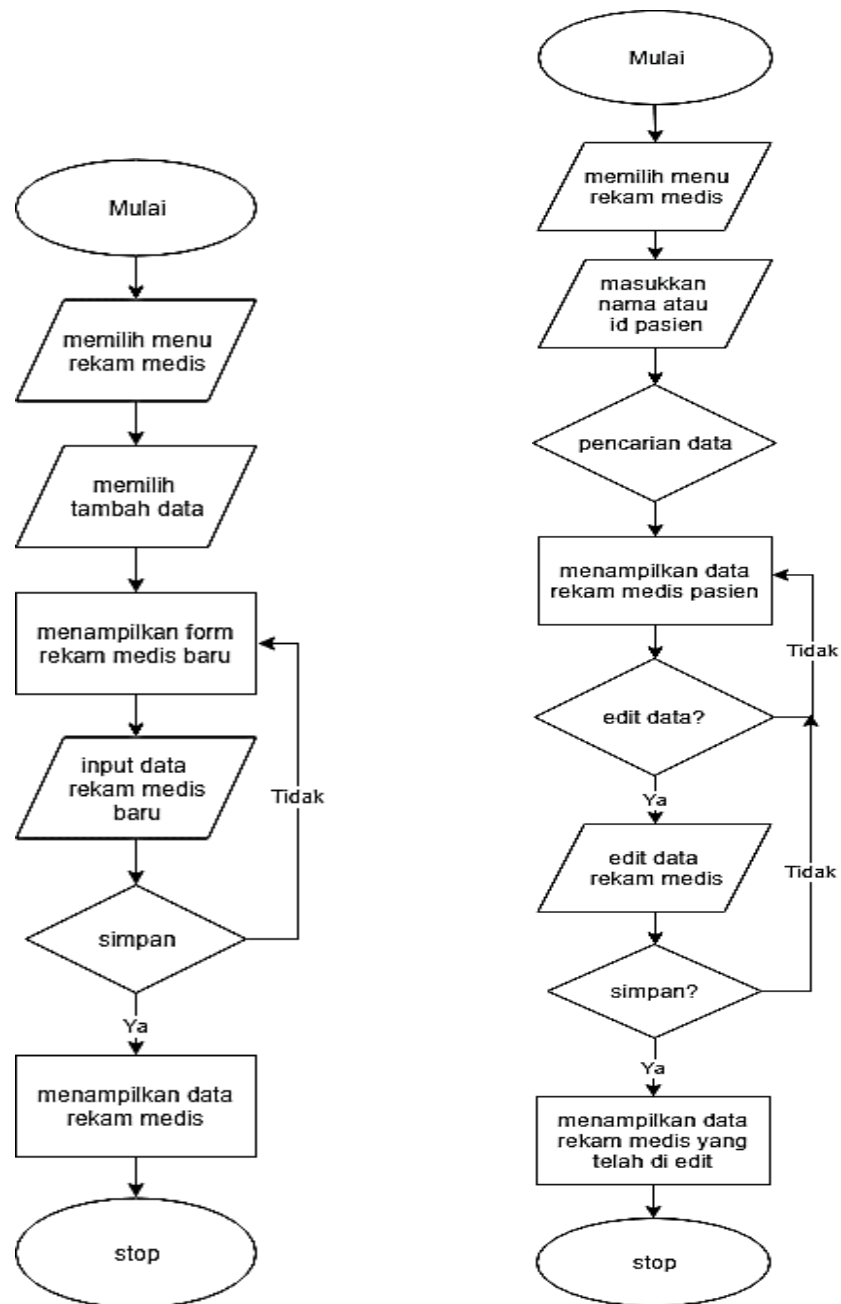 Mulai
memilih menu
rekam medis
memilih
tambah data
menampilkan form
rekam medis baru
input data
rekam medis
baru
Tidak
simpan
Ya
menampilkan data
rekam medis
stop
Mulai
memilih menu
rekam medis
masukkan
nama atau
id pasien
pencarian data
menampilkan data
rekam medis pasien
Tidak
edit data?
Ya
edit data
rekam medis
Tidak
simpan?
Ya
menampilkan data
rekam medis yang
telah di edit
stop